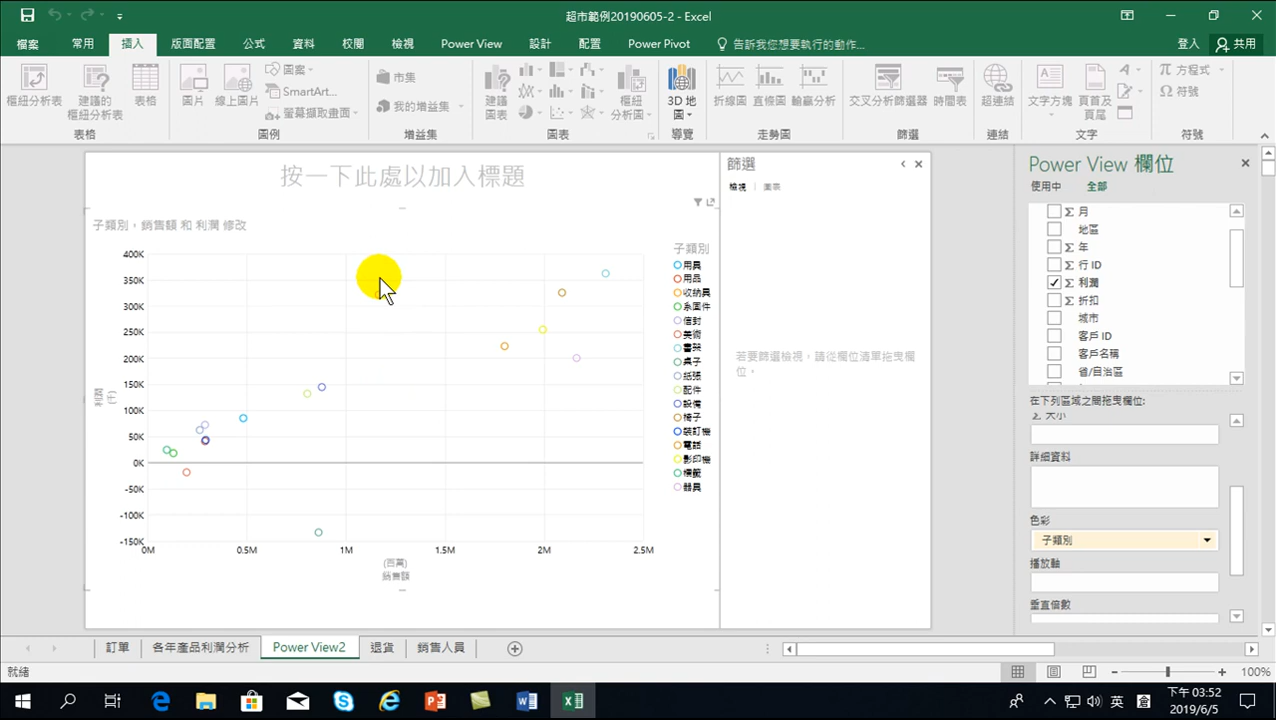 超市範例20190605-2 - Excel
檔案 常用 插入 版面配置 公式 資料 校閱 檢視 Power View 設計 配置 Power Pivot 告訴我您想要執行的動作... 登入 共用
樞紐分析表 建議的樞紐分析表 表格 圖片 線上圖片 圖案 SmartArt... 螢幕擷取畫面 市集 我的增益集 建議圖表 樞紐分析圖 3D 地圖 折線圖 直條圖 輸贏分析 交叉分析篩選器 時間表 超連結 文字方塊 頁首及頁尾 方程式 符號
表格 圖例 增益集 圖表 導覽 走勢圖 篩選 連結 文字 符號
按一下此處以加入標題
子類別，銷售額 和 利潤 修改
400K
350K
300K
250K
200K
150K
100K
50K
0K
-50K
-100K
-150K
利潤
(千)
0M 0.5M 1M 1.5M 2M 2.5M
(百萬)
銷售額
子類別
用具
用品
收納具
系固件
信封
美術
書架
桌子
紙張
配件
設備
椅子
裝訂機
電話
影印機
標籤
器具
篩選
檢視 圖表
若要篩選檢視，請從欄位清單拖曳欄
位。
Power View 欄位
使用中 全部
Σ 月
地區
Σ 年
Σ 行 ID
Σ 利潤
Σ 折扣
城市
客戶 ID
客戶名稱
省/自治區
在下列區域之間拖曳欄位:
Σ 大小
詳細資料
色彩
子類別
播放軸
垂直倍數
訂單 各年產品利潤分析 Power View2 退貨 銷售人員
就緒 100%
英 倉 下午 03:52
2019/6/5